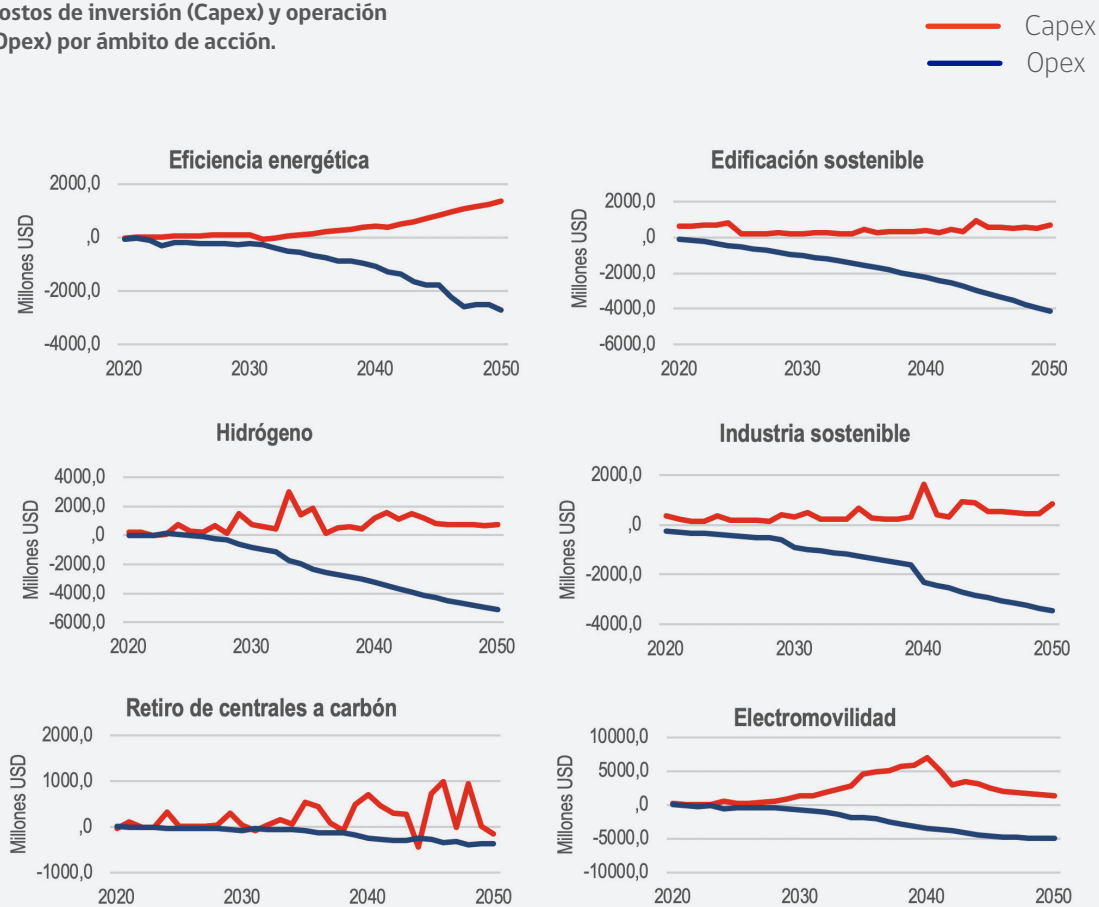 ostos de inversión (Capex) y operación
Opex) por ámbito de acción.
Capex
Opex
Eficiencia energética
Millones USD
2000,0
,0
-2000,0
-4000,0
2020 2030 2040 2050
Edificación sostenible
Millones USD
2000,0
,0
-2000,0
-4000,0
-6000,0
2020 2030 2040 2050
Hidrógeno
Millones USD
4000,0
2000,0
,0
-2000,0
-4000,0
-6000,0
2020 2030 2040 2050
Industria sostenible
Millones USD
2000,0
,0
-2000,0
-4000,0
2020 2030 2040 2050
Retiro de centrales a carbón
Millones USD
2000,0
1000,0
,0
-1000,0
2020 2030 2040 2050
Electromovilidad
Millones USD
10000,0
5000,0
,0
-5000,0
-10000,0
2020 2030 2040 2050